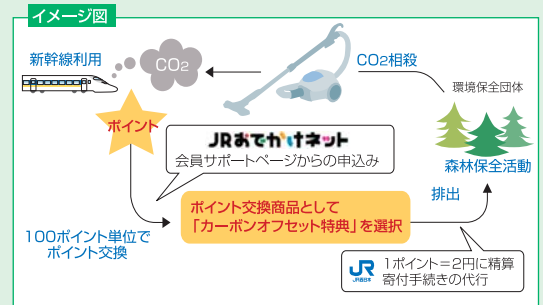 イメージ図
新幹線利用
CO2
CO2相殺
環境保全団体
ポイント
JRおでかけネット
会員サポートページからの申込み
森林保全活動
排出
ポイント交換商品として
「カーボンオフセット特典」を選択
100ポイント単位で
ポイント交換
JR
JR西日本
1ポイント＝2円に精算
寄付手続きの代行